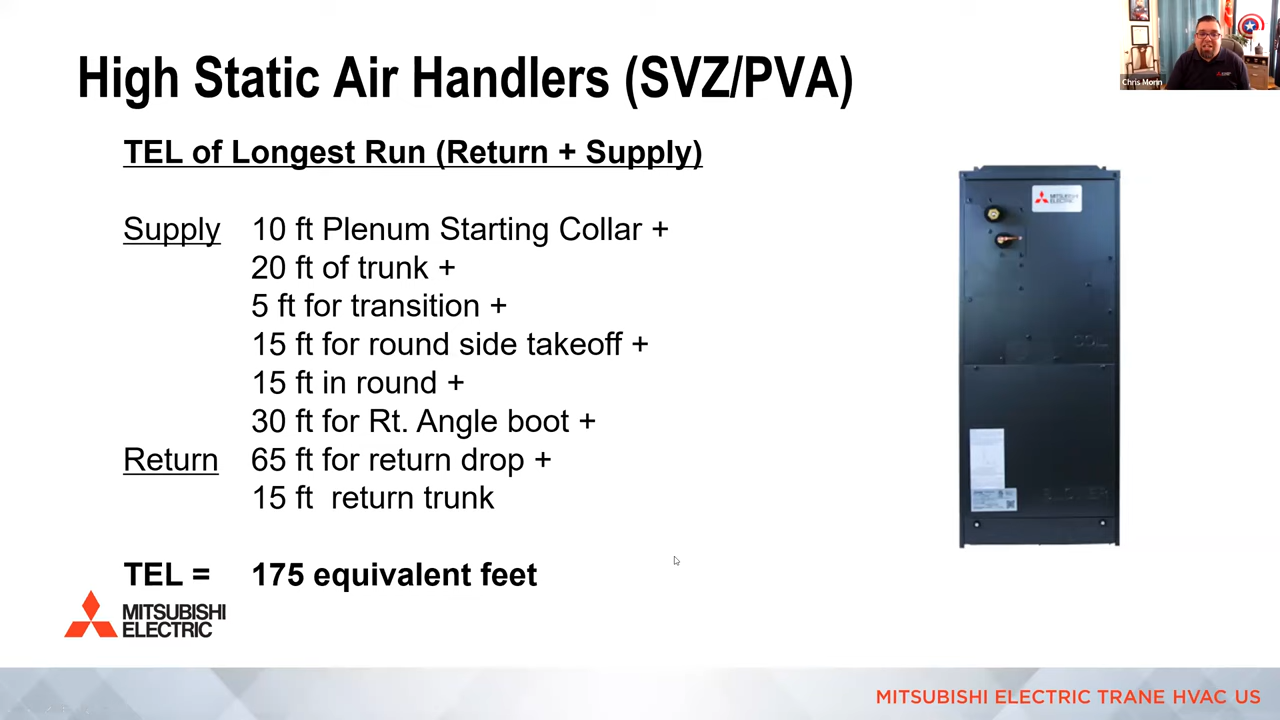 High Static Air Handlers (SVZ/PVA)
Chris Morin
TEL of Longest Run (Return + Supply)
Supply 10 ft Plenum Starting Collar +
20 ft of trunk +
5 ft for transition +
15 ft for round side takeoff +
15 ft in round +
30 ft for Rt. Angle boot +
Return 65 ft for return drop +
15 ft return trunk
TEL = 175 equivalent feet
MITSUBISHI
ELECTRIC
MITSUBISHI
ELECTRIC
MITSUBISHI ELECTRIC TRANE HVAC US